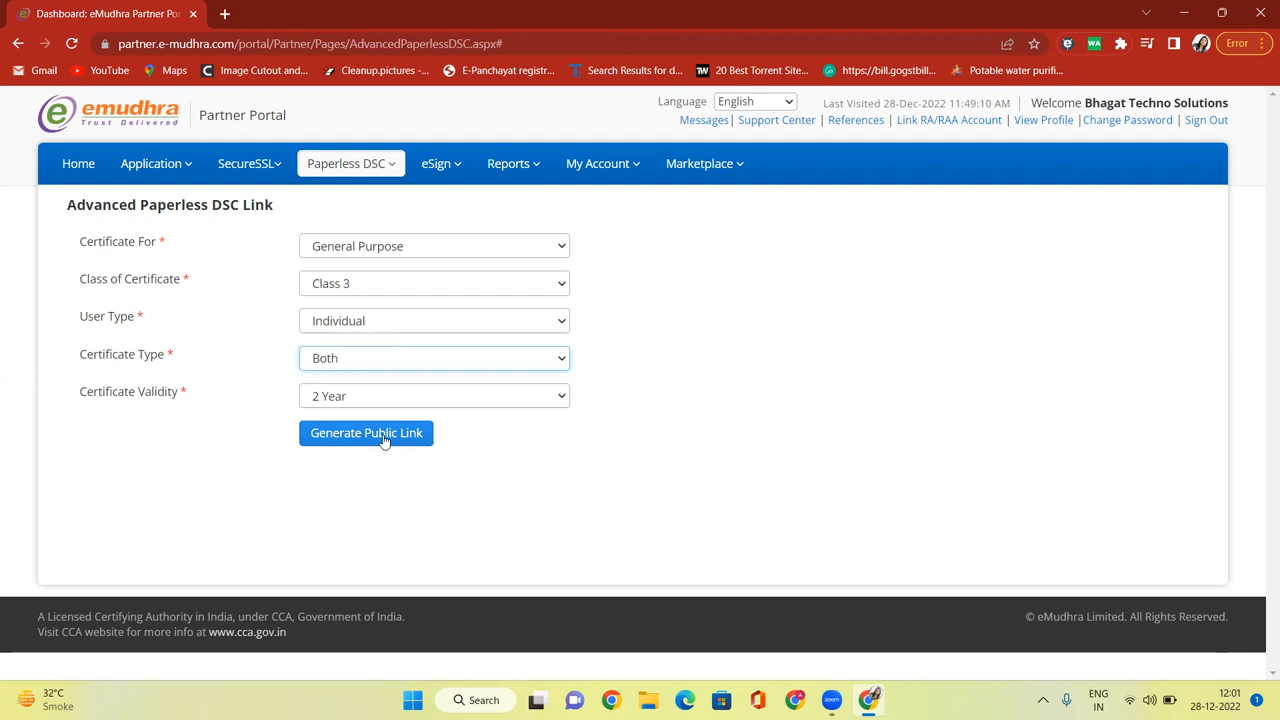 Dashboard: eMudhra Partner Por
partner.e-mudhra.com/portal/Partner/Pages/AdvancedPaperlessDSC.aspx#
WA
Error
Gmail
YouTube
Maps
Image Cutout and...
Cleanup.pictures -...
E-Panchayat registr...
Search Results for d...
20 Best Torrent Site...
https://bill.gogstbill...
Potable water purifi...
emudhra
Trust Delivered
Partner Portal
Language English
Last Visited 28-Dec-2022 11:49:10 AM
Welcome Bhagat Techno Solutions
Messages| Support Center | References | Link RA/RAA Account | View Profile |Change Password | Sign Out
Home Application SecureSSL Paperless DSC eSign Reports My Account Marketplace
Advanced Paperless DSC Link
Certificate For * General Purpose
Class of Certificate * Class 3
User Type * Individual
Certificate Type * Both
Certificate Validity * 2 Year
Generate Public Link
A Licensed Certifying Authority in India, under CCA, Government of India.
Visit CCA website for more info at www.cca.gov.in
© eMudhra Limited. All Rights Reserved.
32°C
Smoke
Search
zoom
ENG
IN
12:01
28-12-2022
1